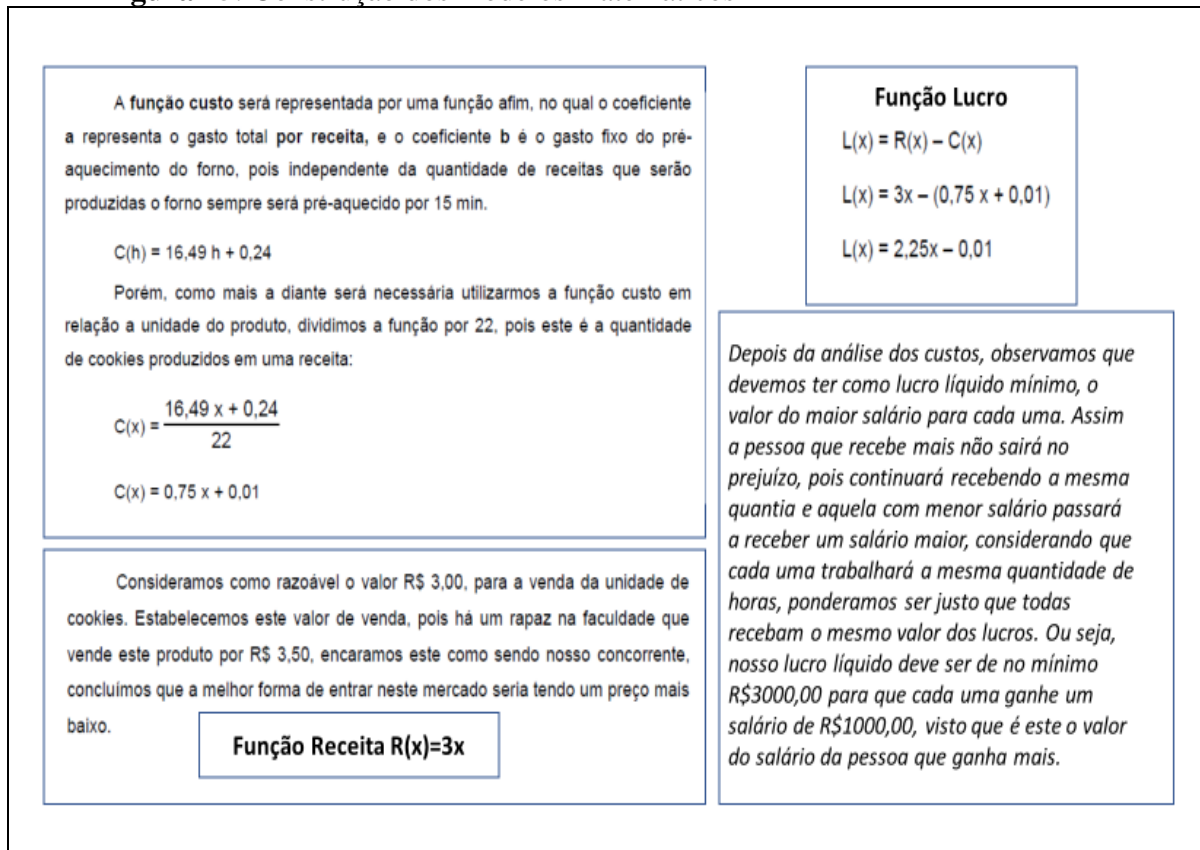 A função custo será representada por uma função afim, no qual o coeficiente
a representa o gasto total por receita, e o coeficiente b é o gasto fixo do pré-
aquecimento do forno, pois independente da quantidade de receitas que serão
produzidas o forno sempre será pré-aquecido por 15 min.
C(h) = 16,49 h + 0,24
Porém, como mais a diante será necessária utilizarmos a função custo em
relação a unidade do produto, dividimos a função por 22, pois este é a quantidade
de cookies produzidos em uma receita:
C(x) = 16,49 x + 0,24
22
C(x) = 0,75 x + 0,01
Consideramos como razoável o valor R$ 3,00, para a venda da unidade de
cookies. Estabelecemos este valor de venda, pois há um rapaz na faculdade que
vende este produto por R$ 3,50, encaramos este como sendo nosso concorrente,
concluímos que a melhor forma de entrar neste mercado seria tendo um preço mais
baixo.
Função Receita R(x)=3x
Função Lucro
L(x) = R(x) – C(x)
L(x) = 3x – (0,75 x + 0,01)
L(x) = 2,25x – 0,01
Depois da análise dos custos, observamos que
devemos ter como lucro líquido mínimo, o
valor do maior salário para cada uma. Assim
a pessoa que recebe mais não sairá no
prejuízo, pois continuará recebendo a mesma
quantia e aquela com menor salário passará
a receber um salário maior, considerando que
cada uma trabalhará a mesma quantidade de
horas, ponderamos ser justo que todas
recebam o mesmo valor dos lucros. Ou seja,
nosso lucro líquido deve ser de no mínimo
R$3000,00 para que cada uma ganhe um
salário de R$1000,00, visto que é este o valor
do salário da pessoa que ganha mais.